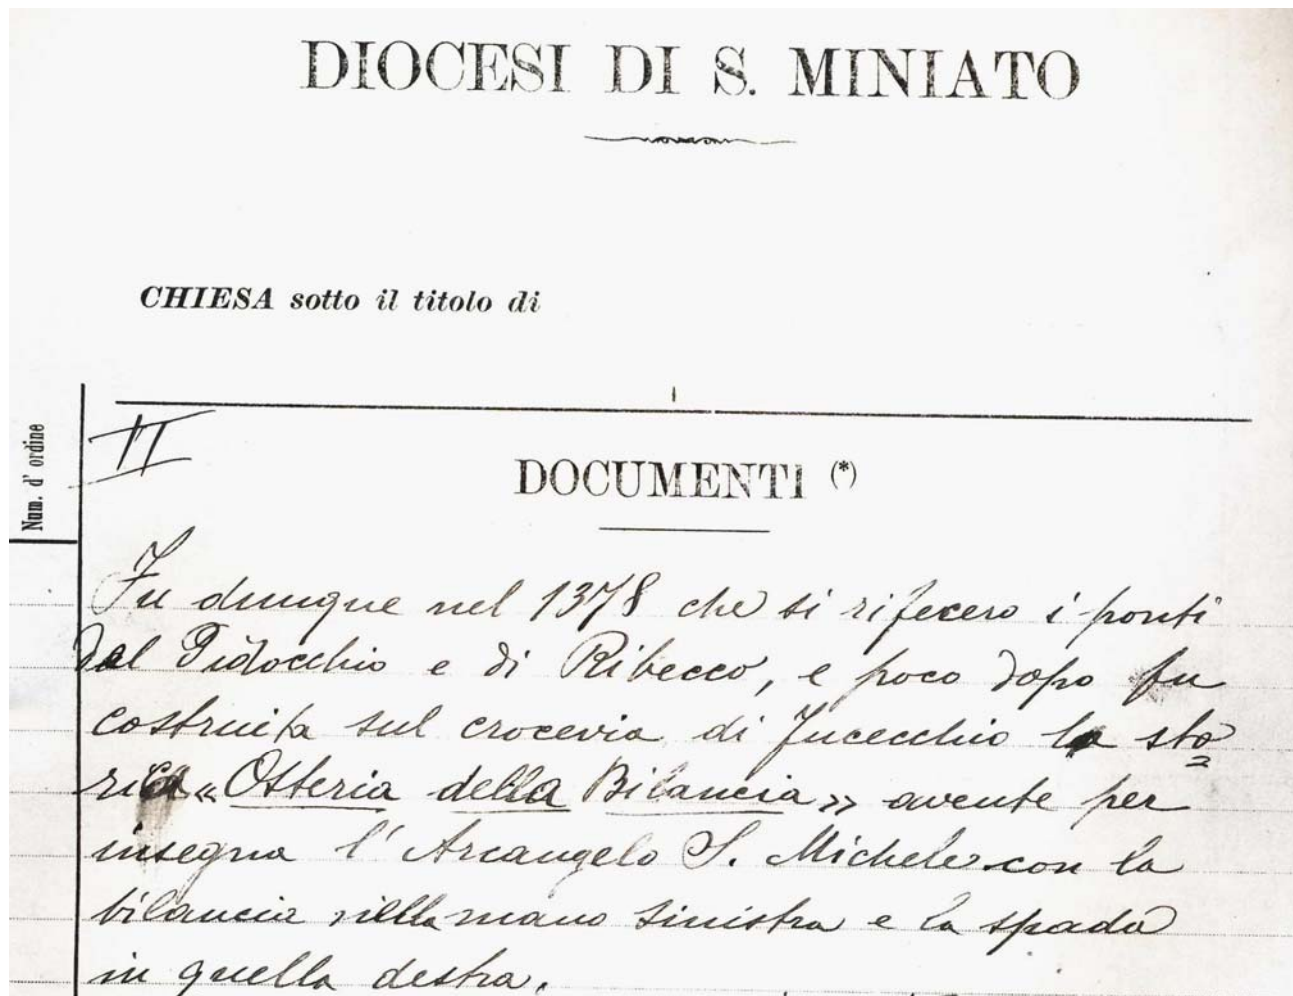 DIOCESI DI S. MINIATO
CHIESA sotto il titolo di
Num. d' ordine
II
DOCUMENTI (*)
Fu dunque nel 1378 che si rifecero i ponti
del Pidocchio e di Ribecco, e poco dopo fu
costruita sul crocevia di Fucecchio la sto=
rica «Osteria della Bilancia» avente per
insegna l'Arcangelo S. Michele con la
bilancia nella mano sinistra e la spada
in quella destra.